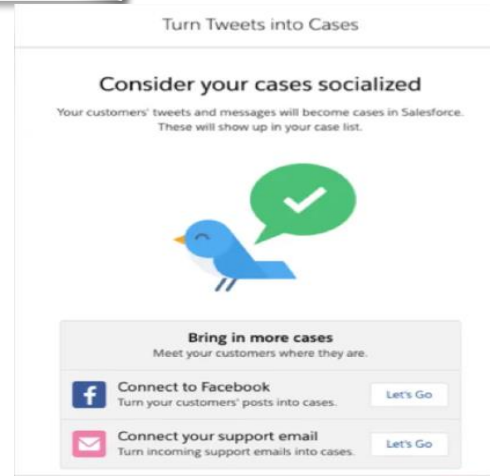 Turn Tweets into Cases
Consider your cases socialized
Your customers' tweets and messages will become cases in Salesforce.
These will show up in your case list.
Bring in more cases
Meet your customers where they are.
Connect to Facebook
Turn your customers' posts into cases.
Let's Go
Connect your support email
Turn incoming support emails into cases.
Let's Go